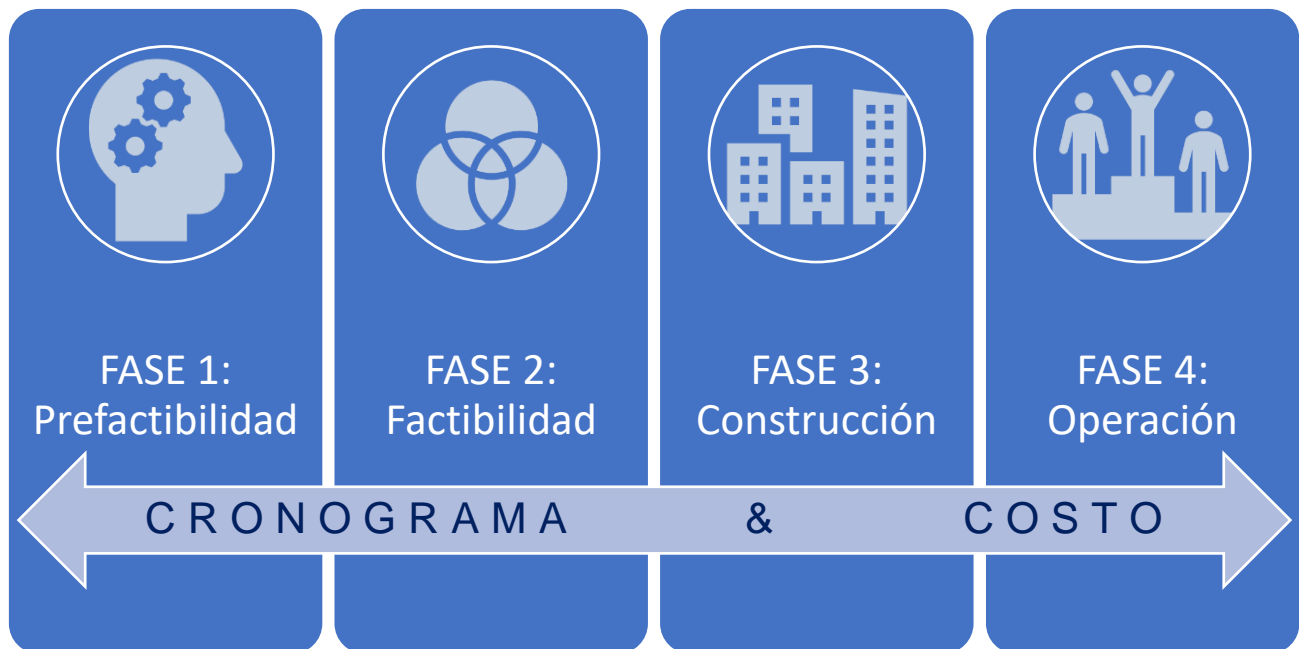 FASE 1:
Prefactibilidad
FASE 2:
Factibilidad
FASE 3:
Construcción
FASE 4:
Operación
CRONOGRAMA & COSTO